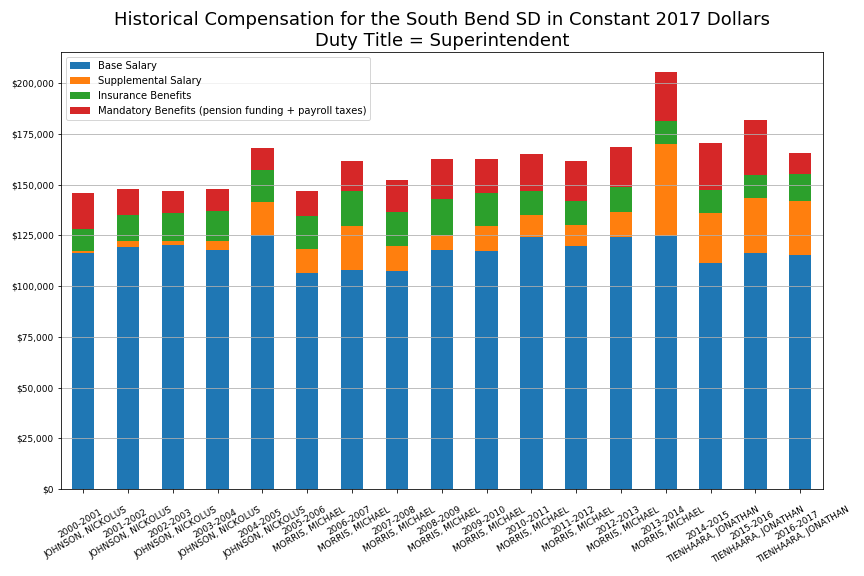 Historical Compensation for the South Bend SD in Constant 2017 Dollars
Duty Title = Superintendent
Base Salary
Supplemental Salary
Insurance Benefits
Mandatory Benefits (pension funding + payroll taxes)
$200,000
$175,000
$150,000
$125,000
$100,000
$75,000
$50,000
$25,000
$0
2000-2001
JOHNSON, NICKOLUS
2001-2002
JOHNSON, NICKOLUS
2002-2003
JOHNSON, NICKOLUS
2003-2004
JOHNSON, NICKOLUS
2004-2005
JOHNSON, NICKOLUS
2005-2006
MORRIS, MICHAEL
2006-2007
MORRIS, MICHAEL
2007-2008
MORRIS, MICHAEL
2008-2009
MORRIS, MICHAEL
2009-2010
MORRIS, MICHAEL
2010-2011
MORRIS, MICHAEL
2011-2012
MORRIS, MICHAEL
2012-2013
MORRIS, MICHAEL
2013-2014
MORRIS, MICHAEL
2014-2015
TIENHAARA, JONATHAN
2015-2016
TIENHAARA, JONATHAN
2016-2017
TIENHAARA, JONATHAN